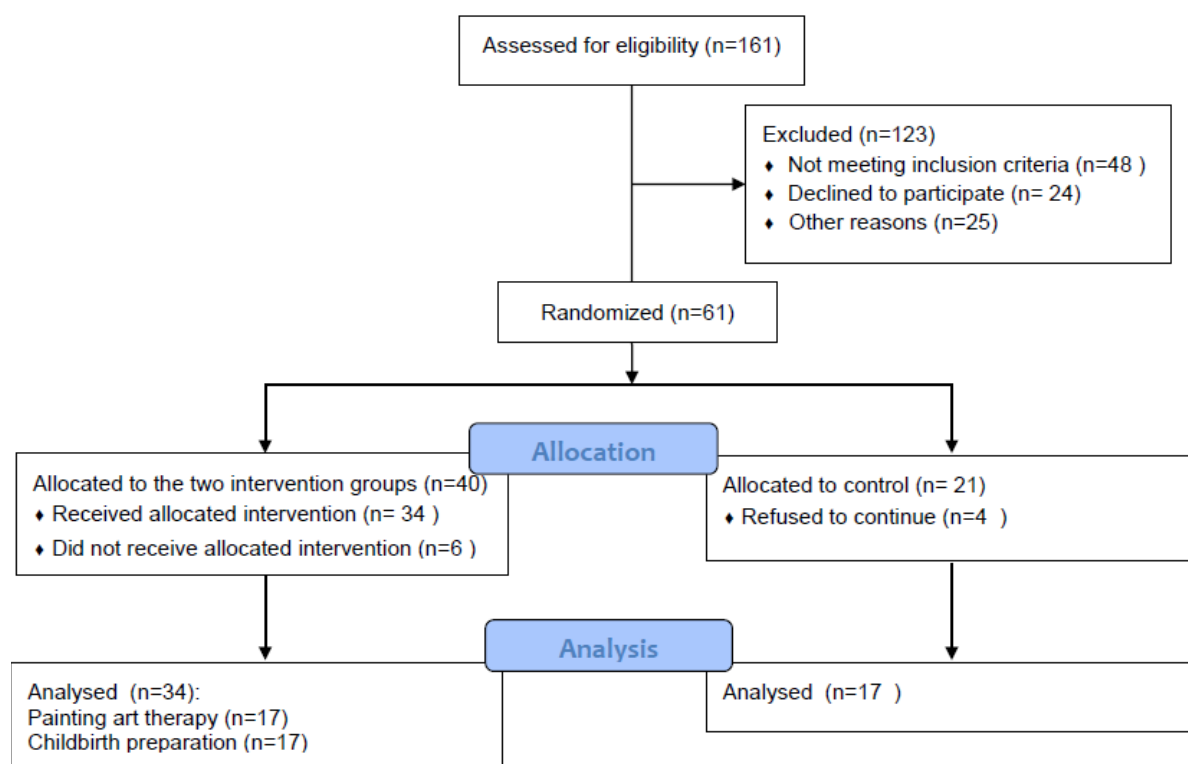 Assessed for eligibility (n=161)
Excluded (n=123)
♦ Not meeting inclusion criteria (n=48 )
♦ Declined to participate (n= 24)
♦ Other reasons (n=25)
Randomized (n=61)
Allocation
Allocated to the two intervention groups (n=40)
♦ Received allocated intervention (n= 34 )
♦ Did not receive allocated intervention (n=6 )
Allocated to control (n= 21)
♦ Refused to continue (n=4 )
Analysis
Analysed (n=34):
Painting art therapy (n=17)
Childbirth preparation (n=17)
Analysed (n=17 )